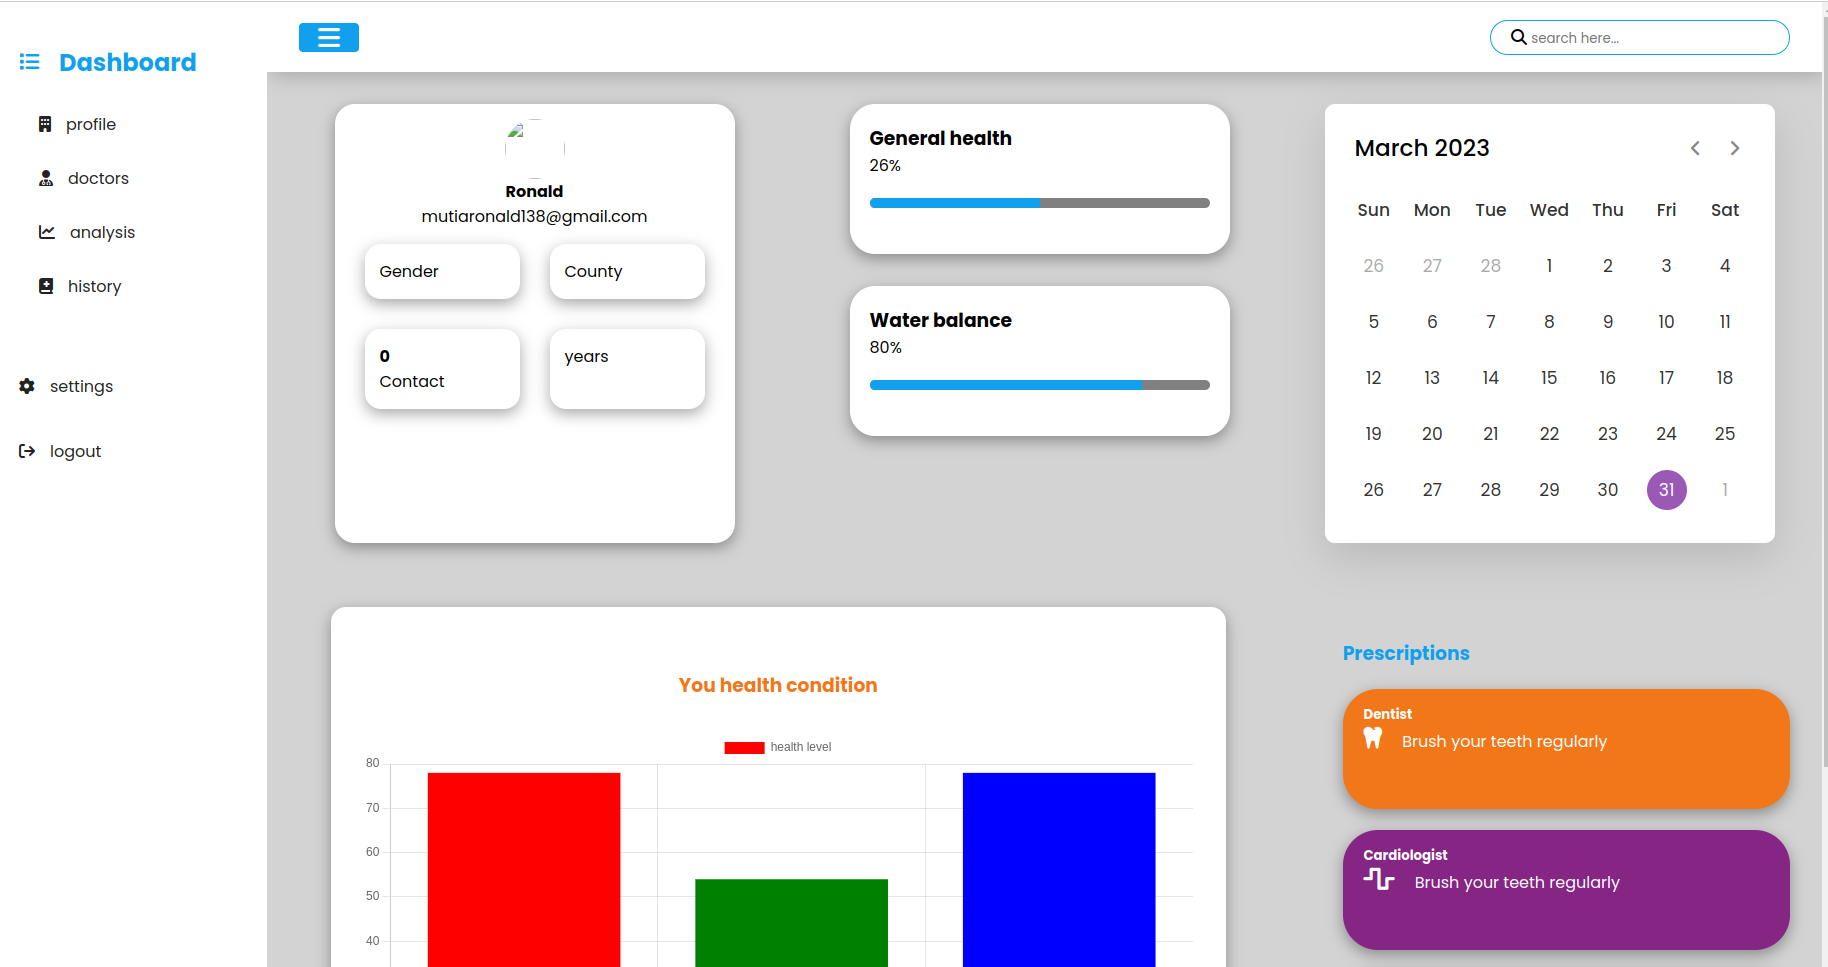 Dashboard
profile
doctors
analysis
history
settings
logout
search here...
Ronald
mutiaronald138@gmail.com
Gender
County
0
Contact
years
General health
26%
Water balance
80%
March 2023
Sun Mon Tue Wed Thu Fri Sat
26 27 28 1 2 3 4
5 6 7 8 9 10 11
12 13 14 15 16 17 18
19 20 21 22 23 24 25
26 27 28 29 30 31 1
You health condition
health level
80
70
60
50
40
Prescriptions
Dentist
Brush your teeth regularly
Cardiologist
Brush your teeth regularly